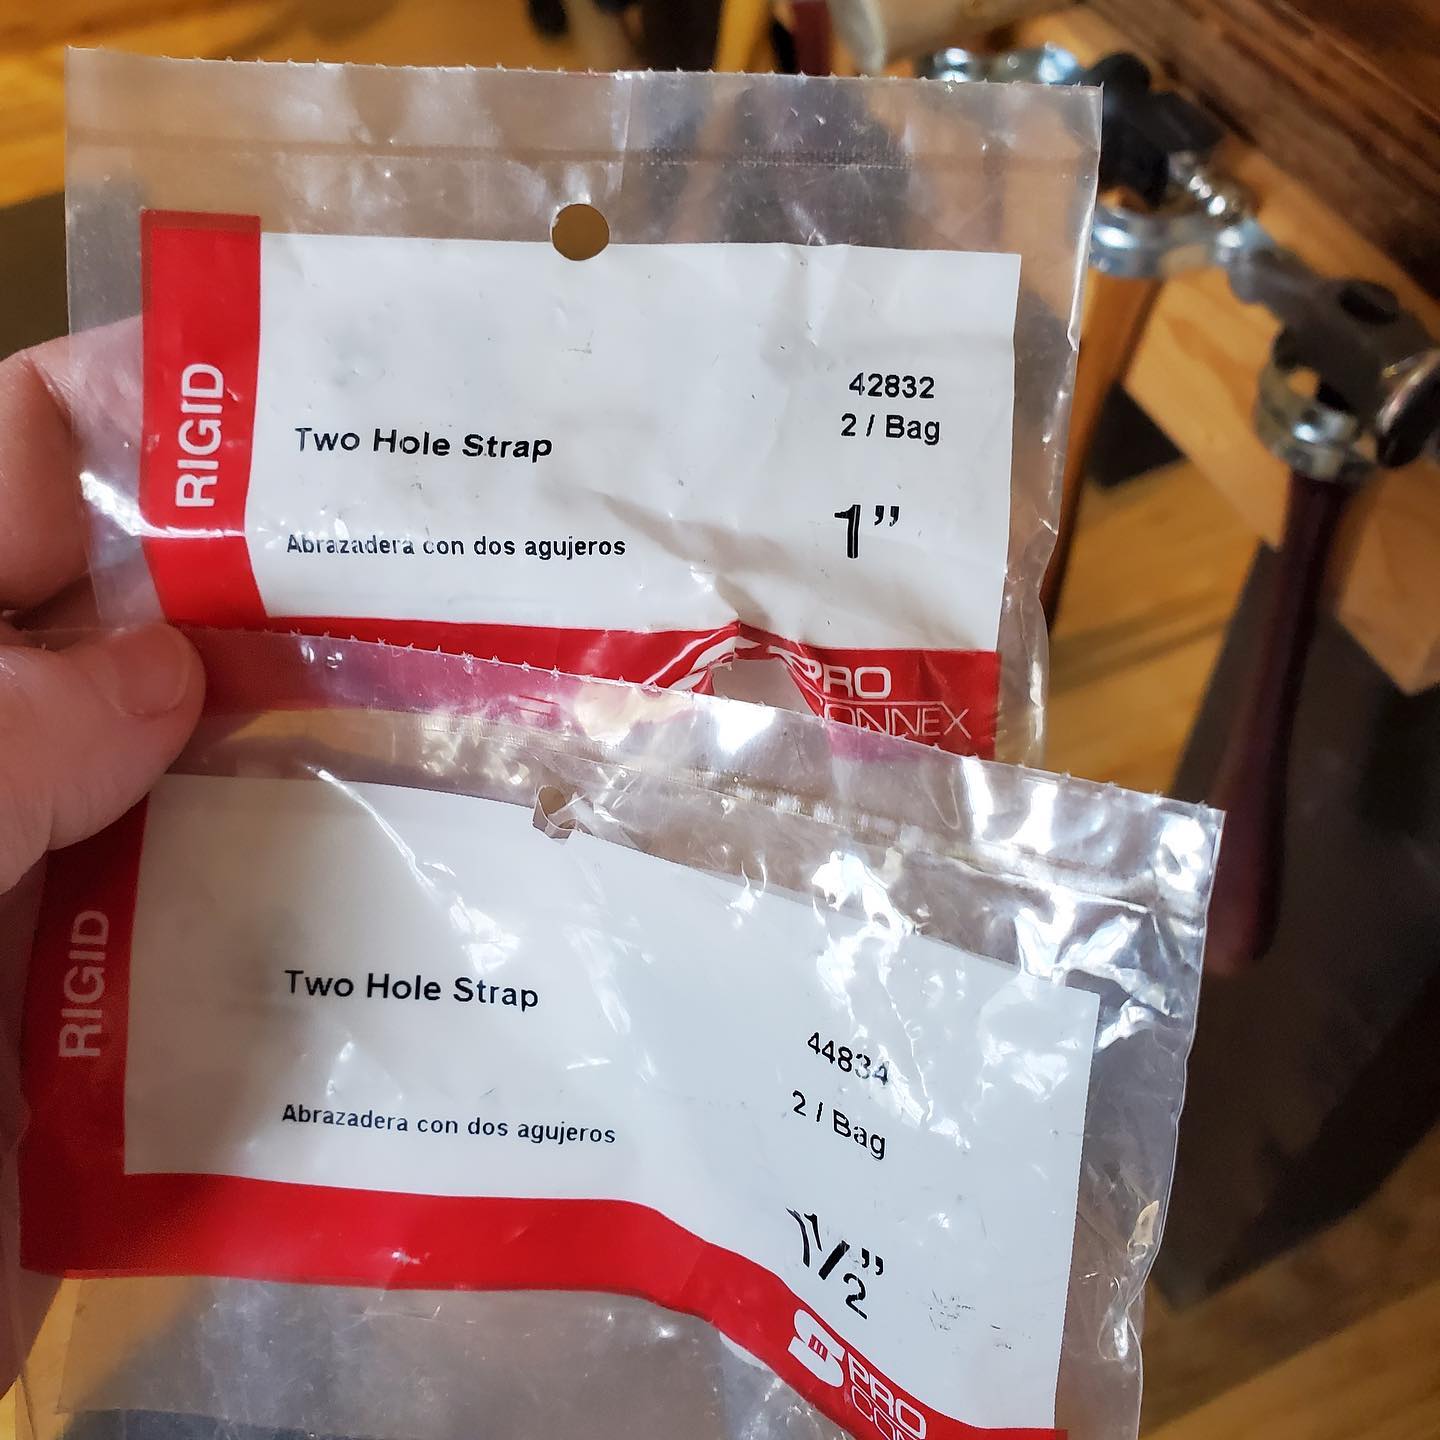 RIGID
Two Hole Strap
Abrazadera con dos agujeros
42832
2 / Bag
1”
PRO
CONNEX
RIGID
Two Hole Strap
Abrazadera con dos agujeros
44834
2 / Bag
1 1/2”
PRO